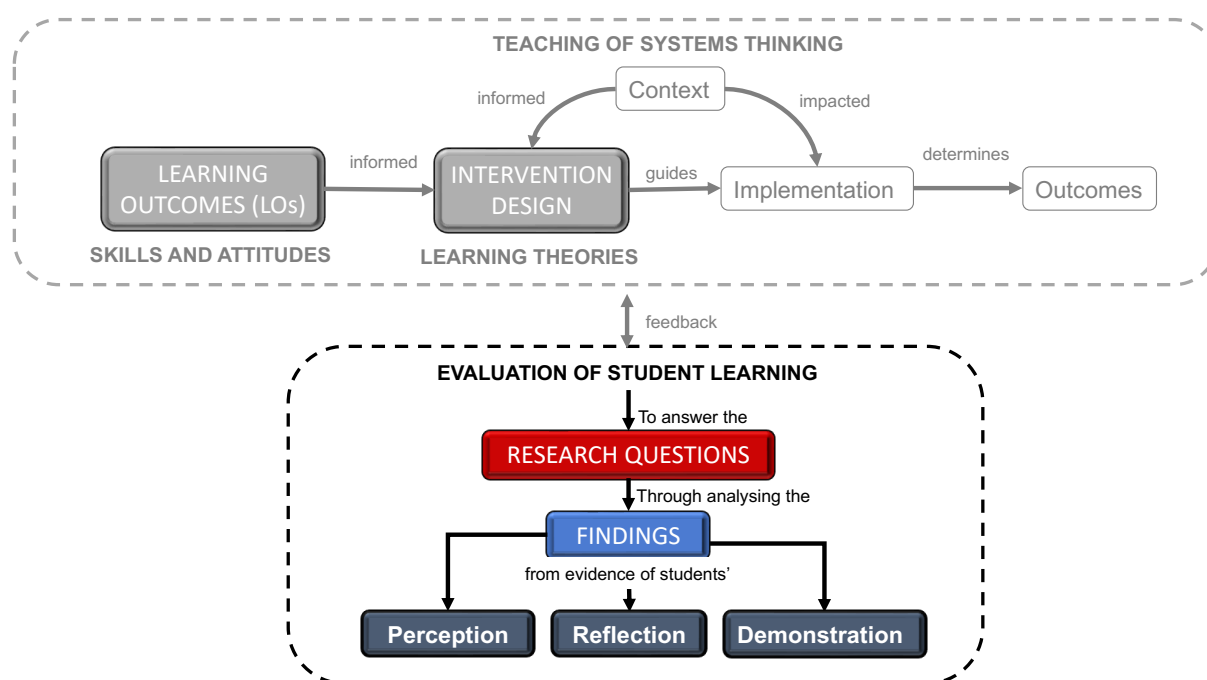 TEACHING OF SYSTEMS THINKING
Context
informed
impacted
LEARNING
OUTCOMES (LOs)
informed
INTERVENTION
DESIGN
guides
Implementation
determines
Outcomes
SKILLS AND ATTITUDES
LEARNING THEORIES
feedback
EVALUATION OF STUDENT LEARNING
To answer the
RESEARCH QUESTIONS
Through analysing the
FINDINGS
from evidence of students’
Perception
Reflection
Demonstration